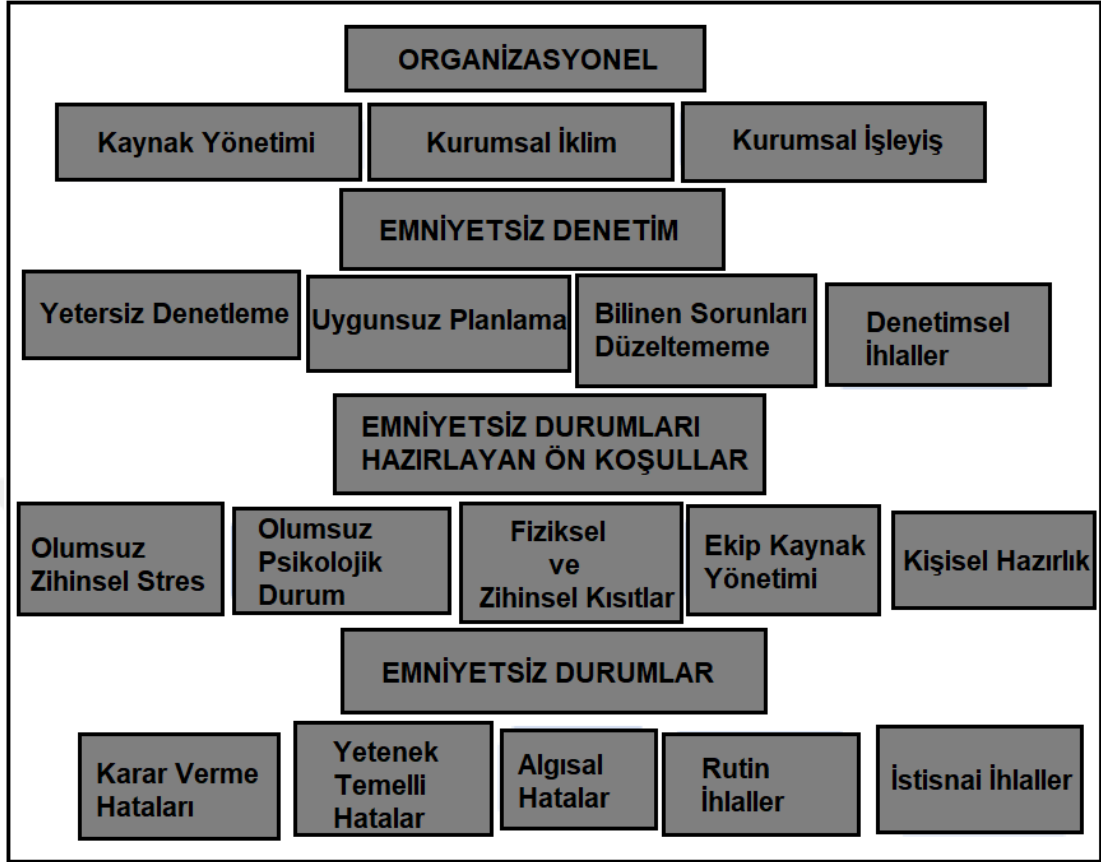 ORGANİZASYONEL
Kaynak Yönetimi
Kurumsal İklim
Kurumsal İşleyiş
EMNİYETSİZ DENETİM
Yetersiz Denetleme
Uygunsuz Planlama
Bilinen Sorunları
Düzeltememe
Denetimsel
İhlaller
EMNİYETSİZ DURUMLARI
HAZIRLAYAN ÖN KOŞULLAR
Olumsuz
Zihinsel Stres
Olumsuz
Psikolojik
Durum
Fiziksel
ve
Zihinsel Kısıtlar
Ekip Kaynak
Yönetimi
Kişisel Hazırlık
EMNİYETSİZ DURUMLAR
Karar Verme
Hataları
Yetenek
Temelli
Hatalar
Algısal
Hatalar
Rutin
İhlaller
İstisnai İhlaller